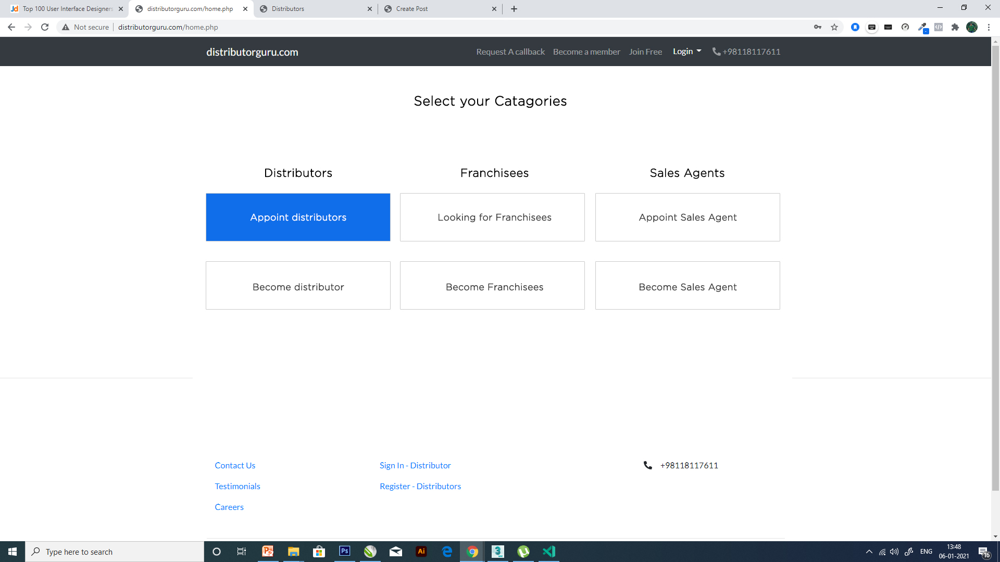 Top 100 User Interface Designers
distributorguru.com/home.php
Distributors
Create Post
Not secure
distributorguru.com/home.php
distributorguru.com
Request A callback
Become a member
Join Free
Login
+98118117611
Select your Catagories
Distributors
Franchisees
Sales Agents
Appoint distributors
Looking for Franchisees
Appoint Sales Agent
Become distributor
Become Franchisees
Become Sales Agent
Contact Us
Sign In - Distributor
+98118117611
Testimonials
Register - Distributors
Careers
Type here to search
ENG
13:48
06-01-2021
16